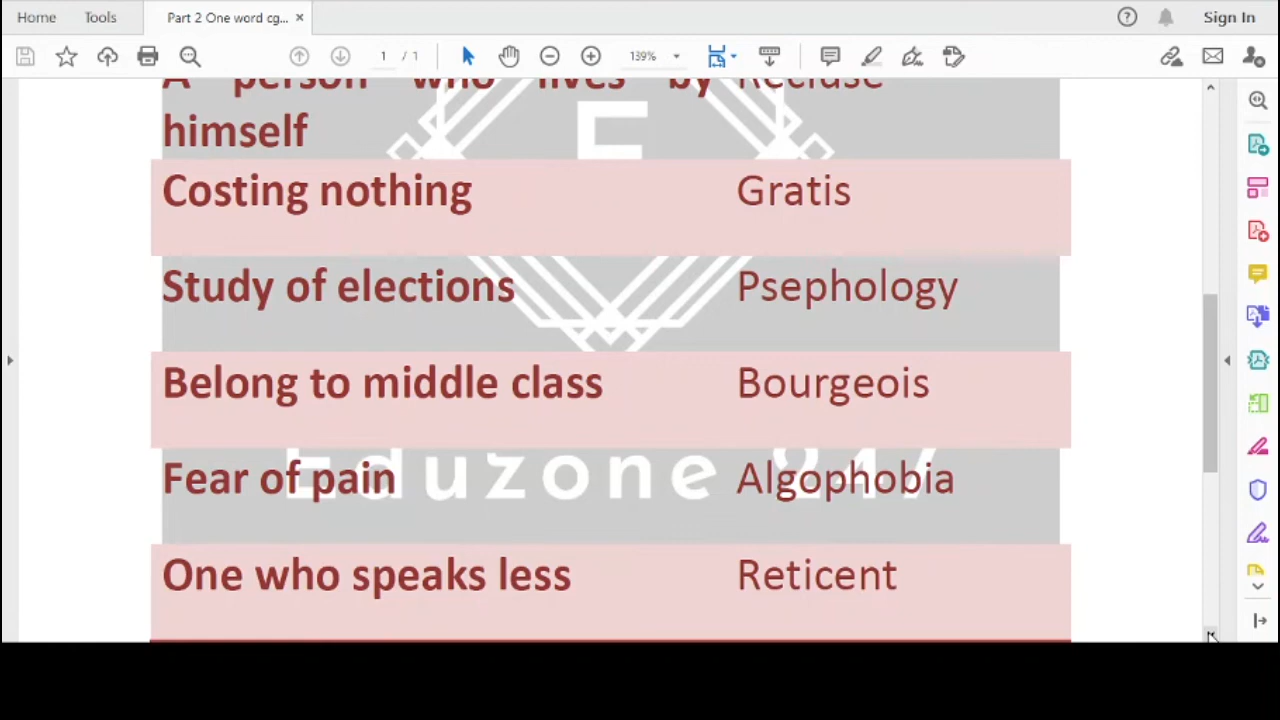 Home Tools Part 2 One word cg... × Sign In
1 / 1 139%
A person who lives by Recluse
himself
Costing nothing Gratis
Study of elections Psephology
Belong to middle class Bourgeois
Eduzone 247
Fear of pain Algophobia
One who speaks less Reticent